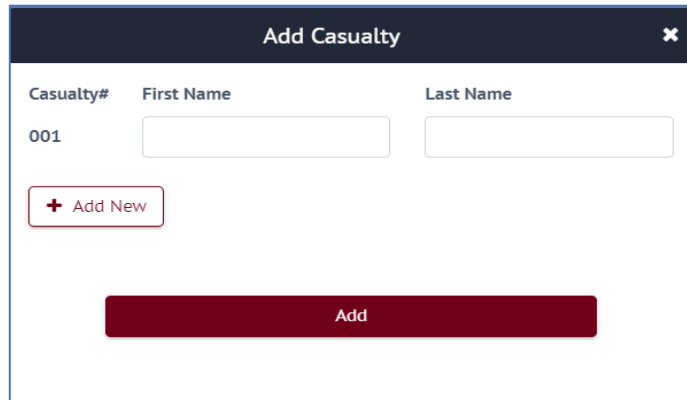 Add Casualty
Casualty# First Name Last Name
001
Add New
Add